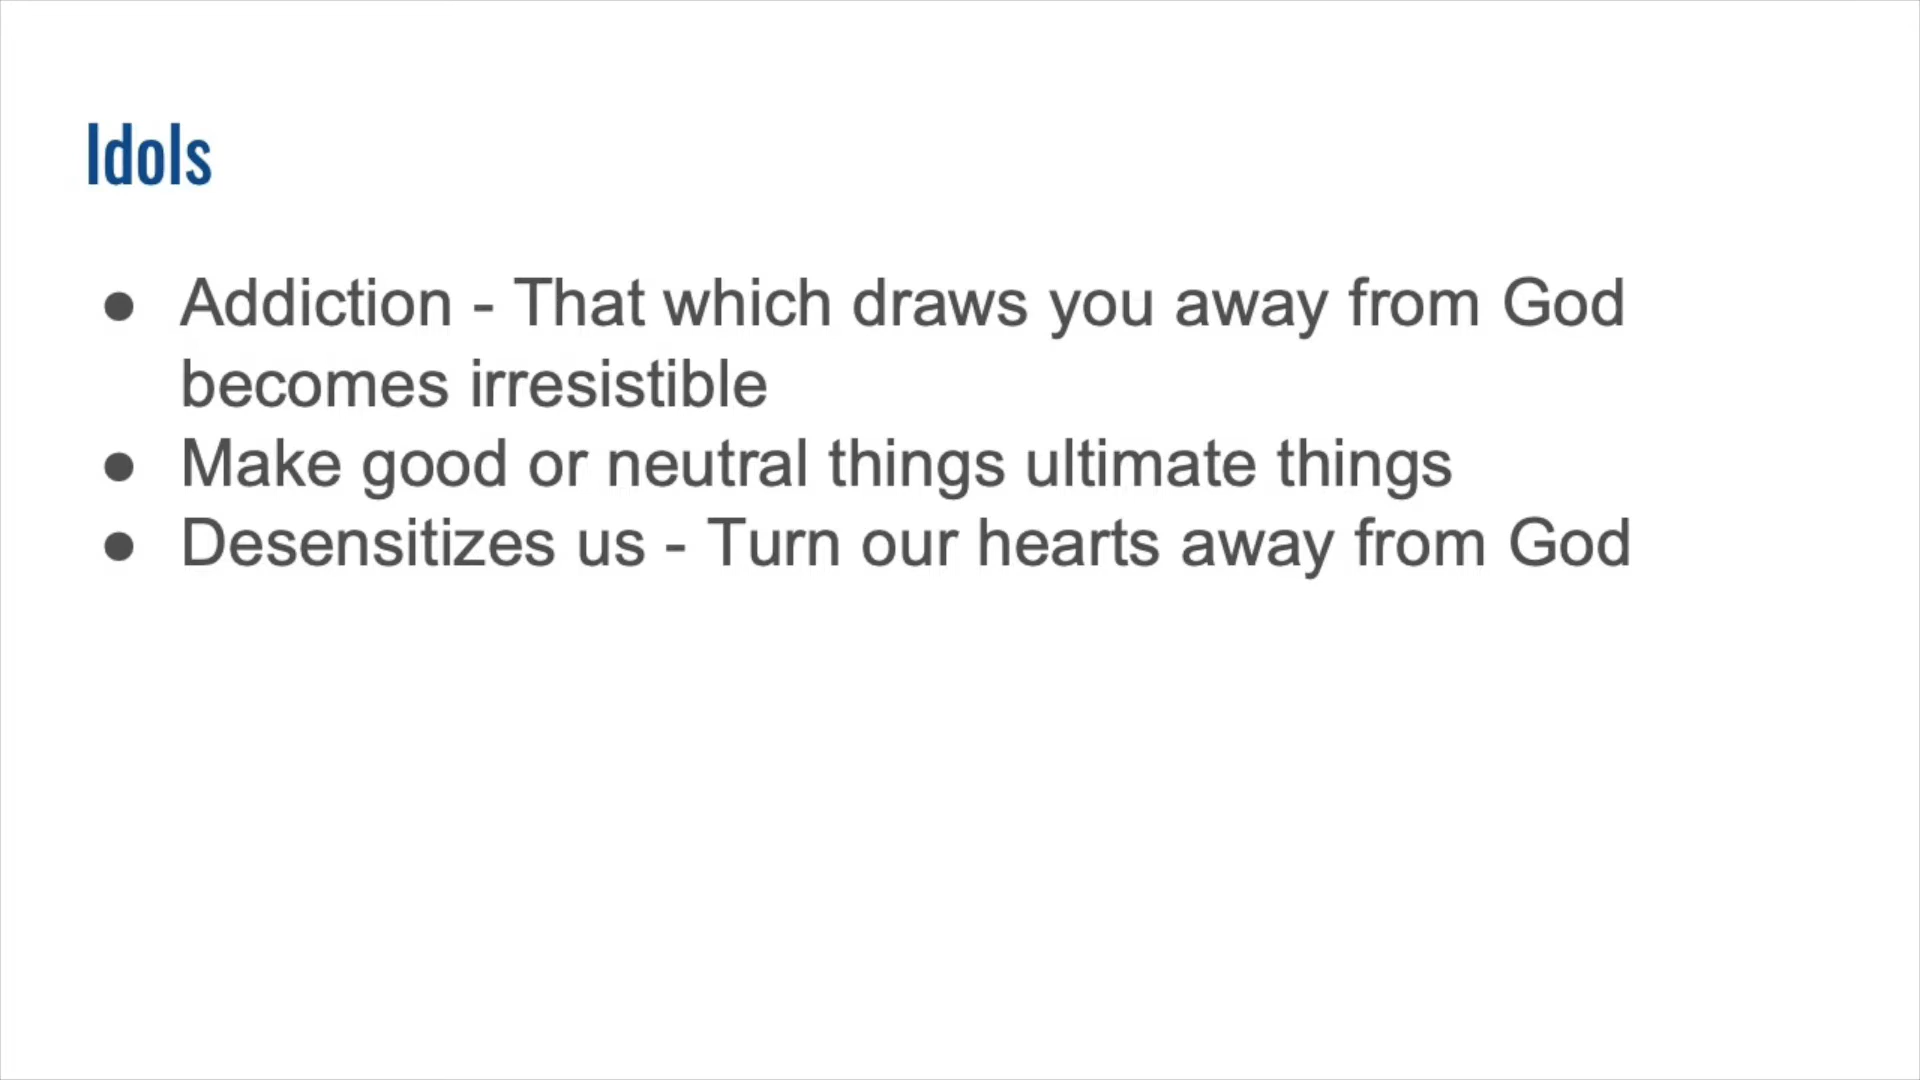 Idols
● Addiction - That which draws you away from God
becomes irresistible
● Make good or neutral things ultimate things
● Desensitizes us - Turn our hearts away from God